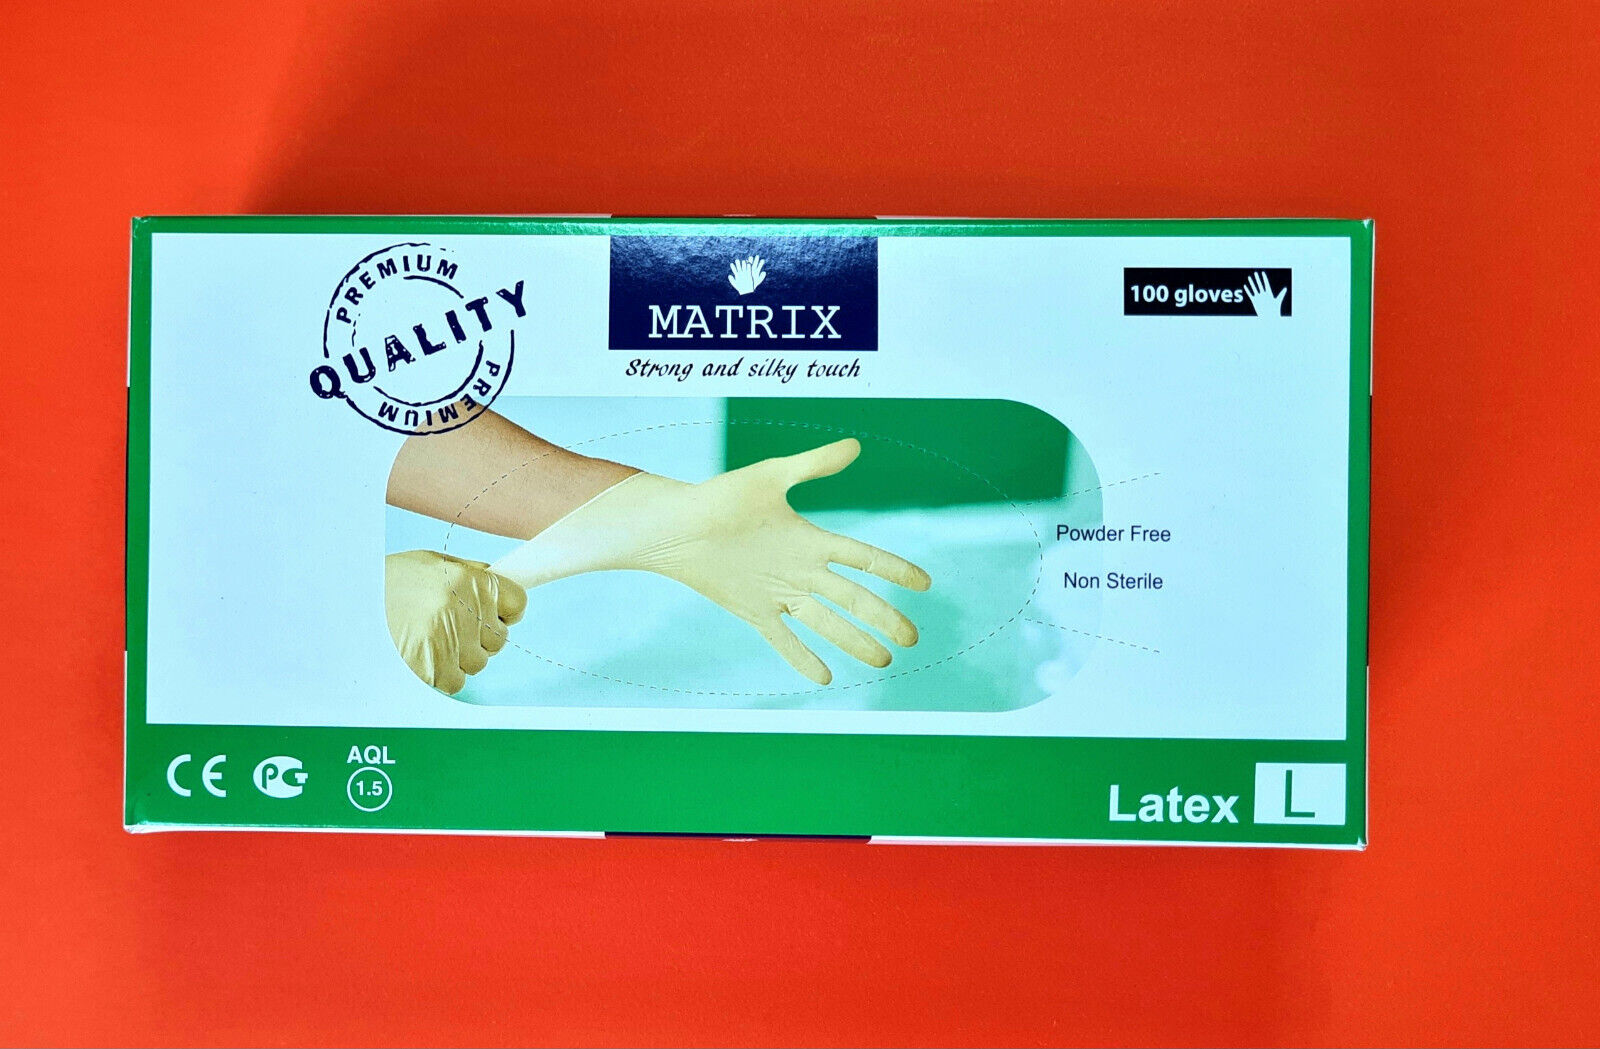 PREMIUM
QUALITY
PREMIUM
MATRIX
Strong and silky touch
100 gloves
Powder Free
Non Sterile
CE
РСТ
AQL
1.5
Latex
L